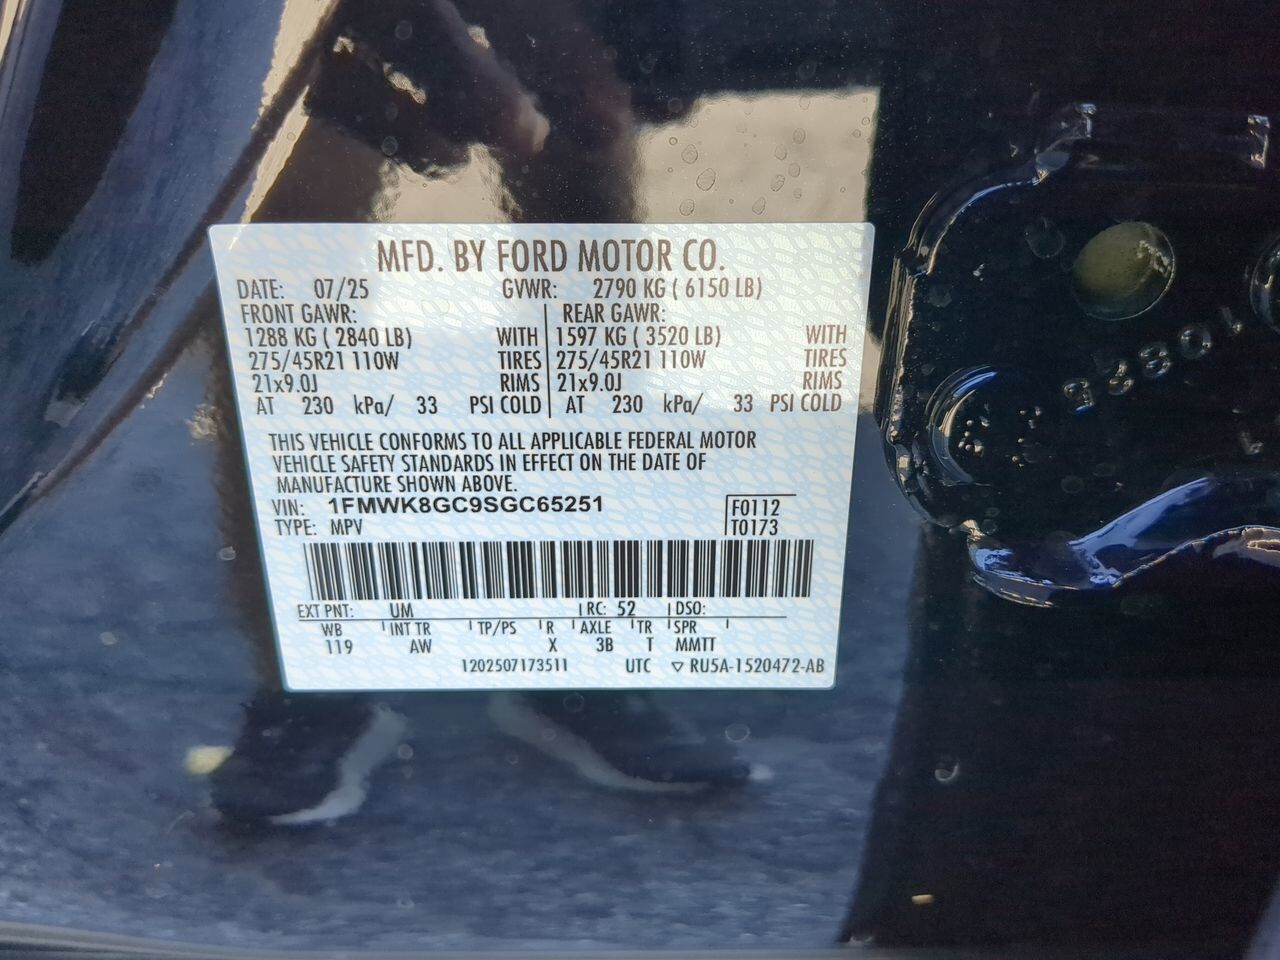 MFD. BY FORD MOTOR CO.
DATE: 07/25 GVWR: 2790 KG ( 6150 LB)
FRONT GAWR: REAR GAWR:
1288 KG ( 2840 LB) WITH 1597 KG ( 3520 LB) WITH
275/45R21 110W TIRES 275/45R21 110W TIRES
21x9.0J RIMS 21x9.0J RIMS
AT 230 kPa/ 33 PSI COLD AT 230 kPa/ 33 PSI COLD
THIS VEHICLE CONFORMS TO ALL APPLICABLE FEDERAL MOTOR
VEHICLE SAFETY STANDARDS IN EFFECT ON THE DATE OF
MANUFACTURE SHOWN ABOVE.
VIN: 1FMWK8GC9SGC65251 F0112
TYPE: MPV T0173
EXT PNT: UM RC: 52 DSO:
WB INT TR TP/PS R AXLE TR SPR
119 AW X 3B T MMTT
1202507173511 UTC ▽ RU5A-1520472-AB